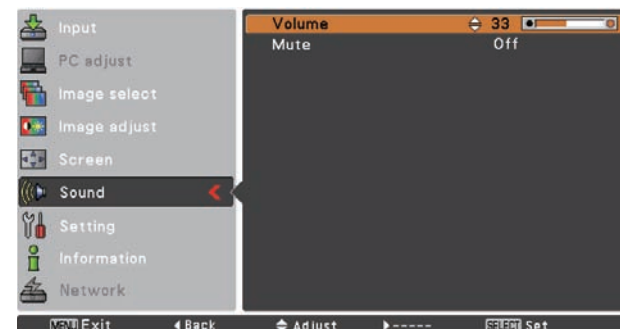 Input
PC adjust
Image select
Image adjust
Screen
Sound
Setting
Information
Network
Volume 33
Mute Off
MENU Exit Back Adjust ----- SELECT Set